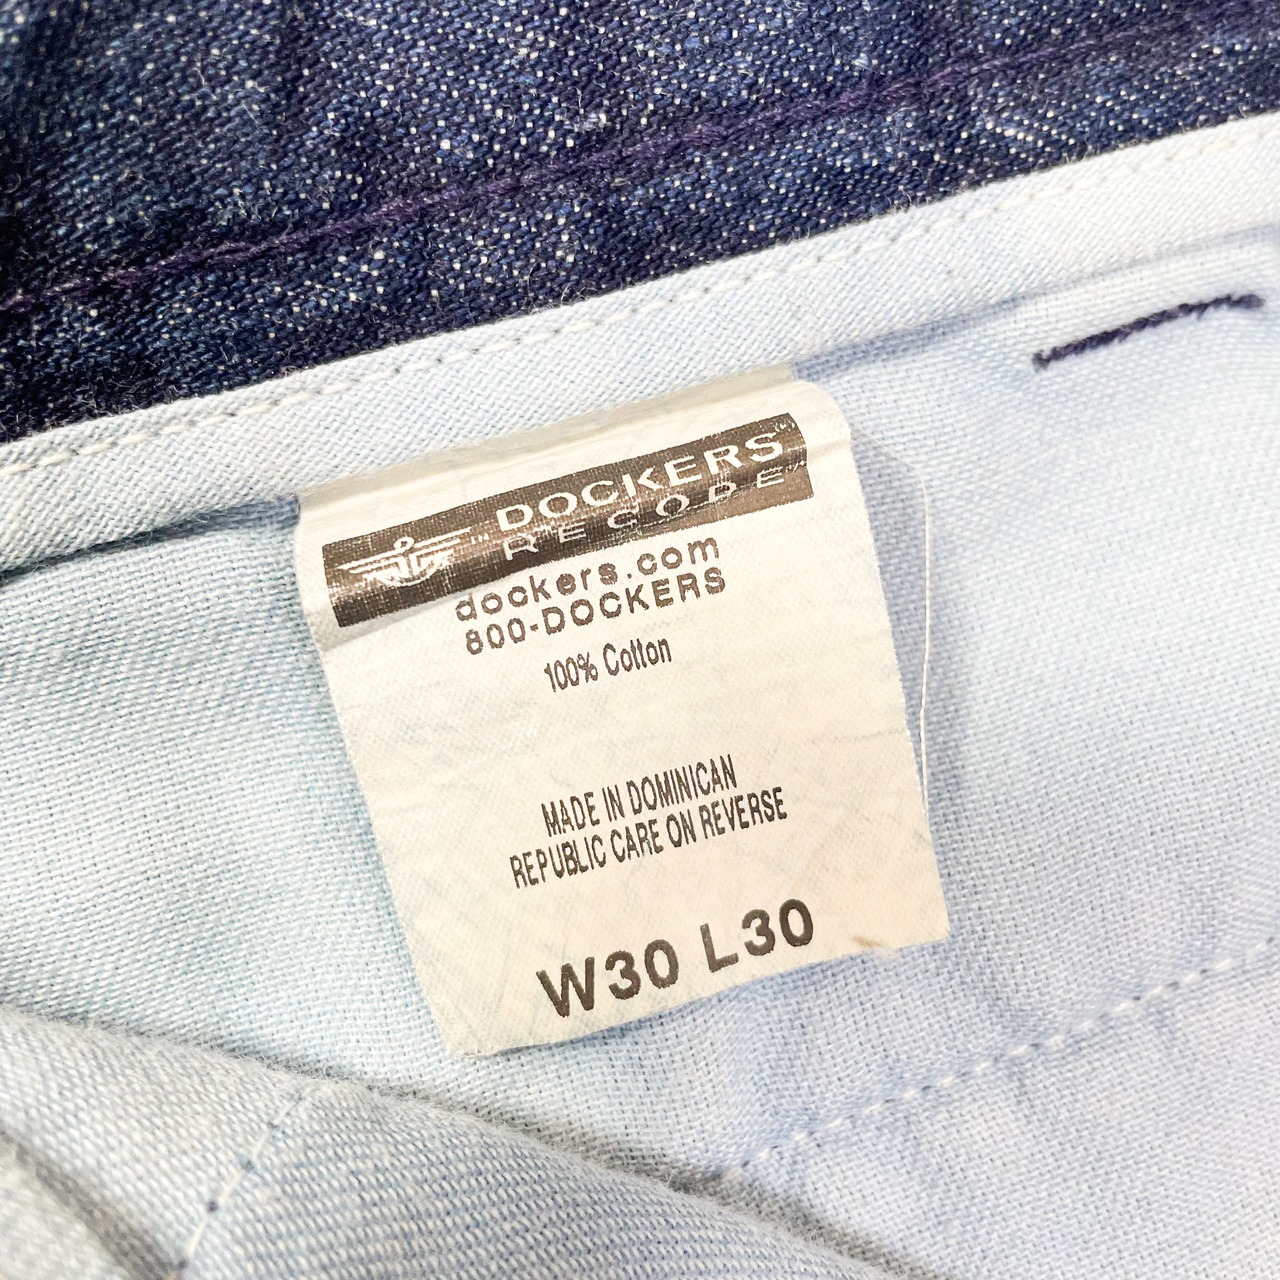 DOCKERS
RECODE
dockers.com
800-DOCKERS
100% Cotton
MADE IN DOMINICAN
REPUBLIC CARE ON REVERSE
W30 L30